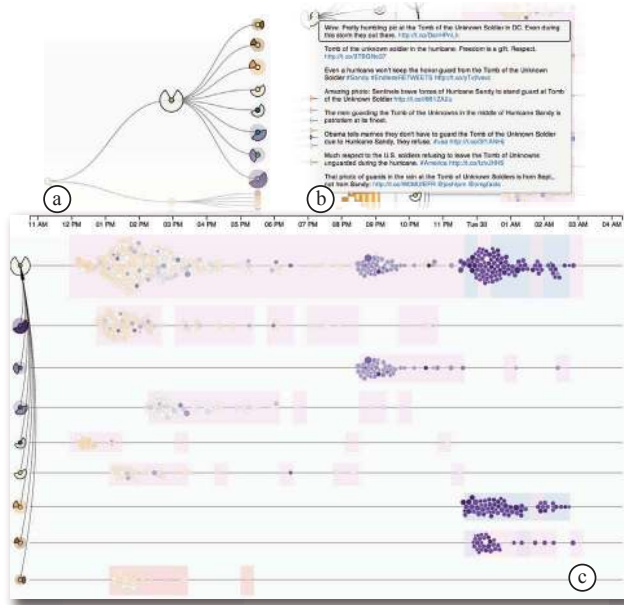 Wow. Pretty humbling pic at the Tomb of the Unknown Soldier in DC. Even during
this storm they out there.
Tomb of the unknown soldier in the hurricane. Freedom is a gift. Respect.
Even a hurricane won't keep the honor guard from the Tomb of the Unknown
Soldier #Sandy
Amazing photo: Sentinels brave forces of Hurricane Sandy to stand guard at Tomb
of the Unknown Soldier
The men guarding the Tomb of the Unknowns in the middle of Hurricane Sandy is
patriotism at its finest.
Obama tells marines they don't have to guard the Tomb of the Unknown Soldier
due to Hurricane Sandy, they refuse.
Much respect to the U.S. soldiers refusing to leave the Tomb of Unknowns
unguarded during the hurricane. #America
That photo of guards in the rain at the Tomb of Unknown Soldiers is from Sept.,
not from Sandy:
a
b
11 AM 12 PM 01 PM 02 PM 03 PM 04 PM 05 PM 06 PM 07 PM 08 PM 09 PM 10 PM 11 PM Tue 30 01 AM 02 AM 03 AM 04 AM
c